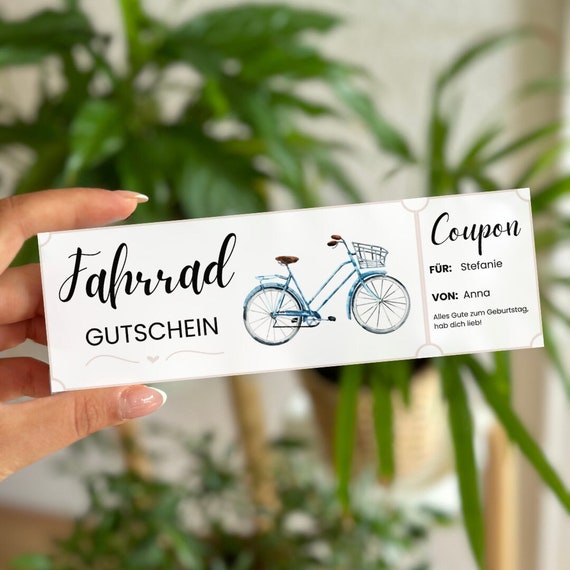 Fahrrad
GUTSCHEIN
Coupon
FÜR: Stefanie
VON: Anna
Alles Gute zum Geburtstag,
hab dich lieb!